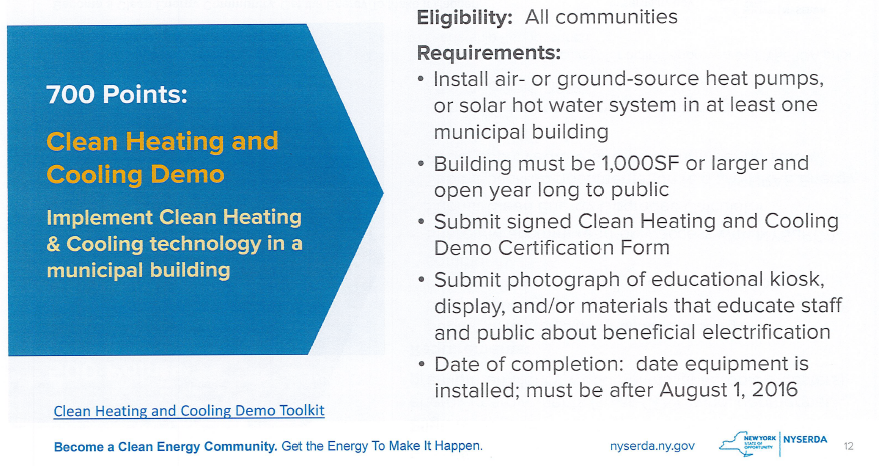 700 Points:
Clean Heating and
Cooling Demo
Implement Clean Heating
& Cooling technology in a
municipal building
Eligibility: All communities
Requirements:
• Install air- or ground-source heat pumps,
or solar hot water system in at least one
municipal building
• Building must be 1,000SF or larger and
open year long to public
• Submit signed Clean Heating and Cooling
Demo Certification Form
• Submit photograph of educational kiosk,
display, and/or materials that educate staff
and public about beneficial electrification
• Date of completion: date equipment is
installed; must be after August 1, 2016
Clean Heating and Cooling Demo Toolkit
Become a Clean Energy Community. Get the Energy To Make It Happen.
nyserda.ny.gov
NEW YORK
STATE OF
OPPORTUNITY
NYSERDA
12